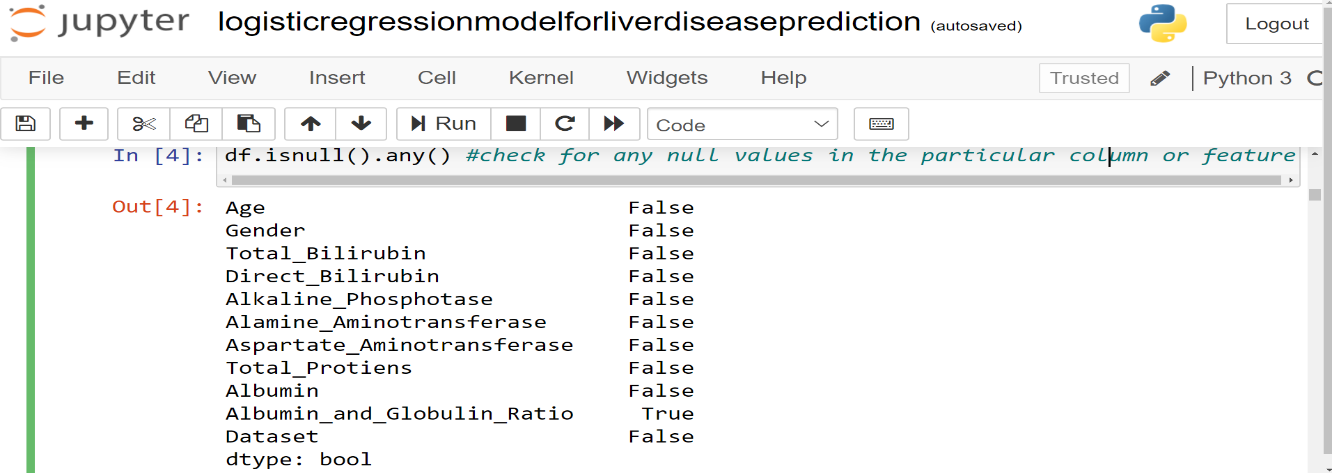 jupyter logisticregressionmodelforliverdiseaseprediction (autosaved) Logout
File Edit View Insert Cell Kernel Widgets Help Trusted Python 3
Run Code
In [4]: df.isnull().any() #check for any null values in the particular column or feature
Out[4]: Age False
Gender False
Total_Bilirubin False
Direct_Bilirubin False
Alkaline_Phosphotase False
Alamine_Aminotransferase False
Aspartate_Aminotransferase False
Total_Protiens False
Albumin False
Albumin_and_Globulin_Ratio True
Dataset False
dtype: bool